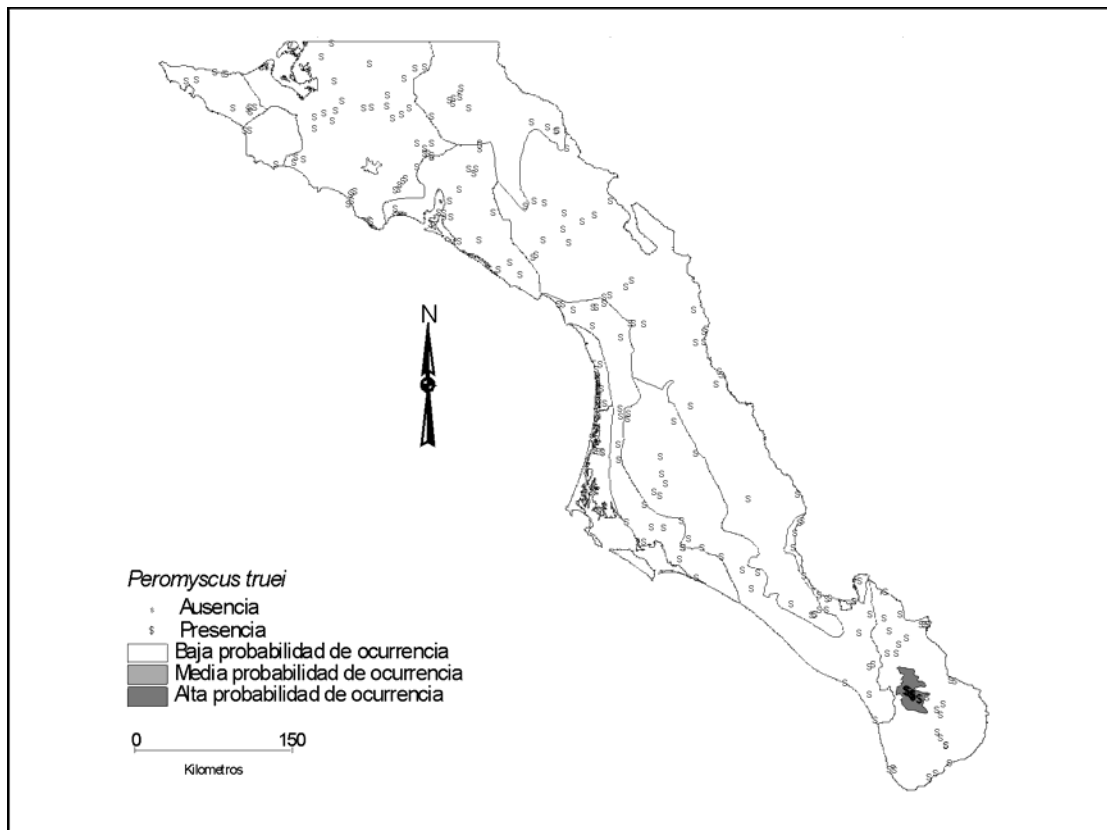 N
Peromyscus truei
s Ausencia
$ Presencia
Baja probabilidad de ocurrencia
Media probabilidad de ocurrencia
Alta probabilidad de ocurrencia
0 150
Kilometros